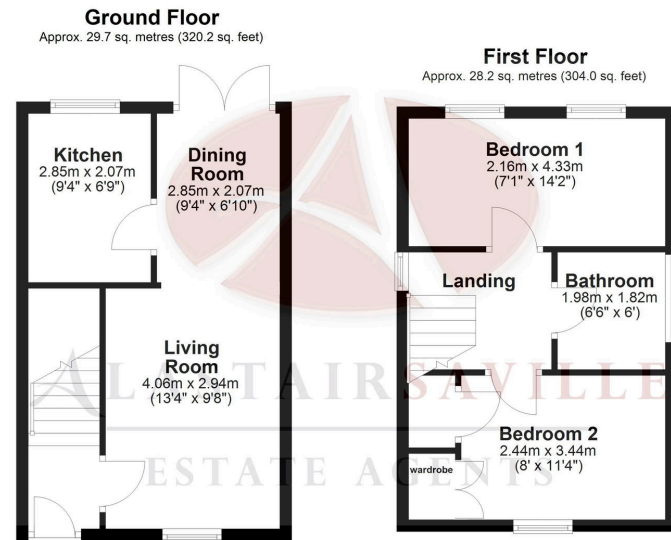 Ground Floor
Approx. 29.7 sq. metres (320.2 sq. feet)
Kitchen
2.85m x 2.07m
(9'4" x 6'9")
Dining
Room
2.85m x 2.07m
(9'4" x 6'10")
Living
Room
4.06m x 2.94m
(13'4" x 9'8")
First Floor
Approx. 28.2 sq. metres (304.0 sq. feet)
Bedroom 1
2.16m x 4.33m
(7'1" x 14'2")
Landing
Bathroom
1.98m x 1.82m
(6'6" x 6')
Bedroom 2
2.44m x 3.44m
(8' x 11'4")
wardrobe
ALASTAIR SAVILLE
ESTATE AGENTS